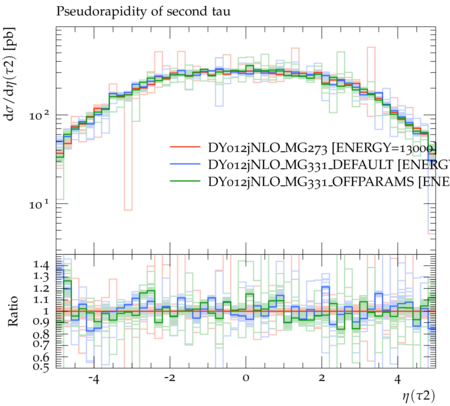 Pseudorapidity of second tau
dσ/dη(τ2) [pb]
10²
DY012jNLO_MG273 [ENERGY=13000]
DY012jNLO_MG331_DEFAULT [ENERGY
DY012jNLO_MG331_OFFPARAMS [ENE
10¹
Ratio
1.4
1.3
1.2
1.1
1
0.9
0.8
0.7
0.6
0.5
-4 -2 0 2 4
η(τ2)